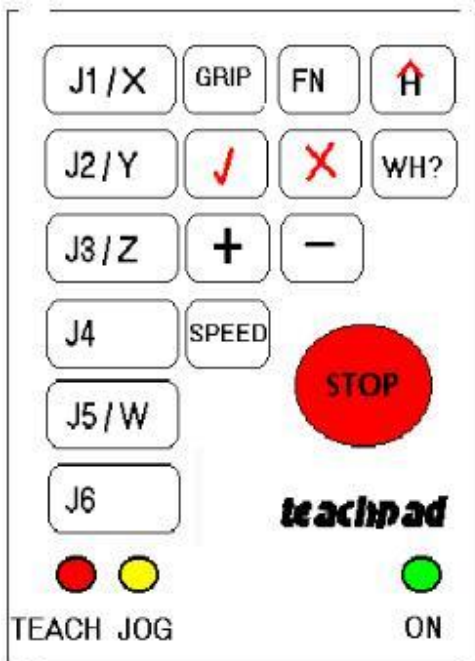 J1/X GRIP FN H
J2/Y WH?
J3/Z + -
J4 SPEED
STOP
J5/W
J6
teachpad
TEACH JOG ON